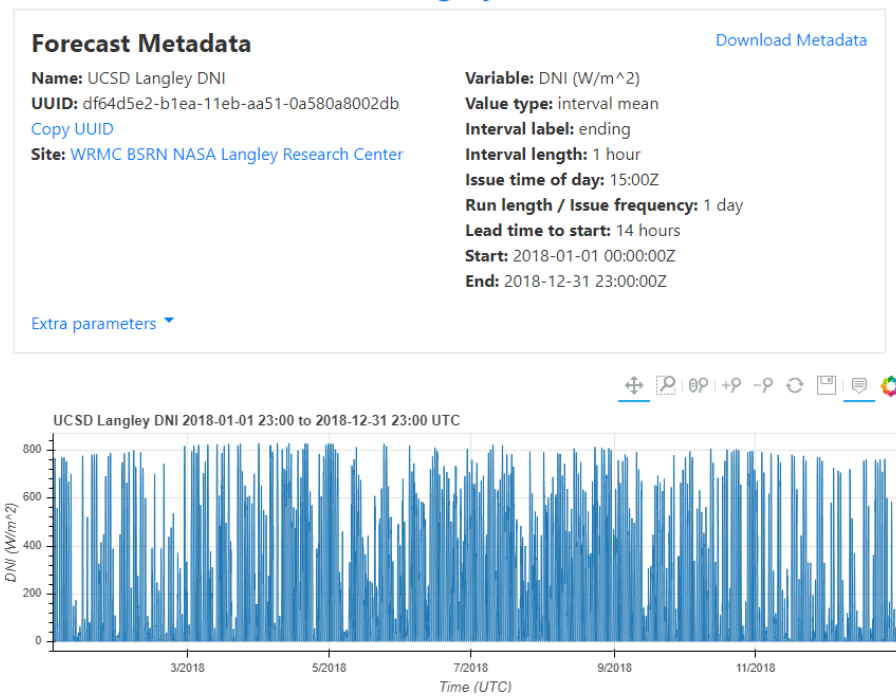 Forecast Metadata
Download Metadata
Name: UCSD Langley DNI
UUID: df64d5e2-b1ea-11eb-aa51-0a580a8002db
Copy UUID
Site: WRMC BSRN NASA Langley Research Center
Variable: DNI (W/m^2)
Value type: interval mean
Interval label: ending
Interval length: 1 hour
Issue time of day: 15:00Z
Run length / Issue frequency: 1 day
Lead time to start: 14 hours
Start: 2018-01-01 00:00:00Z
End: 2018-12-31 23:00:00Z
Extra parameters
UCSD Langley DNI 2018-01-01 23:00 to 2018-12-31 23:00 UTC
DNI (W/m^2)
800
600
400
200
0
3/2018 5/2018 7/2018 9/2018 11/2018
Time (UTC)